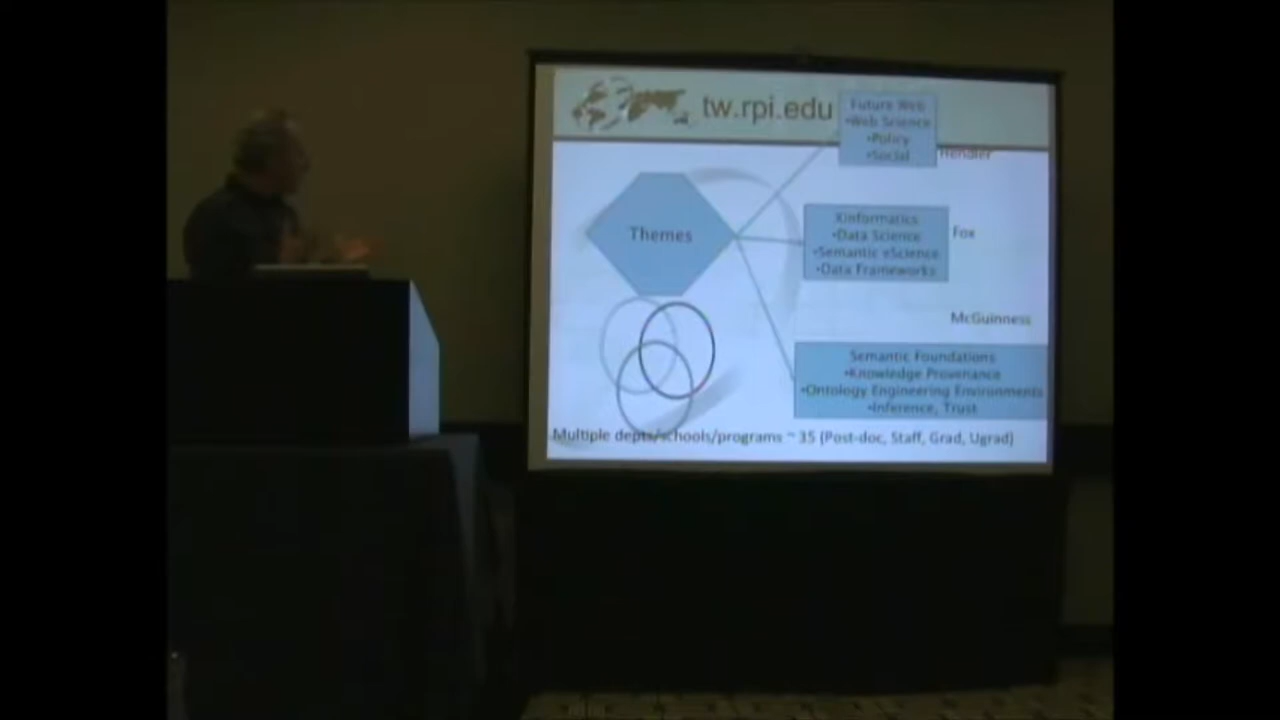 tw.rpi.edu
Future Web
•Web Science
•Policy
•Social
Hendler
Themes
Xinformatics
•Data Science
•Semantic eScience
•Data Frameworks
Fox
McGuinness
Semantic Foundations
•Knowledge Provenance
•Ontology Engineering Environments
•Inference, Trust
Multiple depts/schools/programs ~ 35 (Post-doc, Staff, Grad, Ugrad)